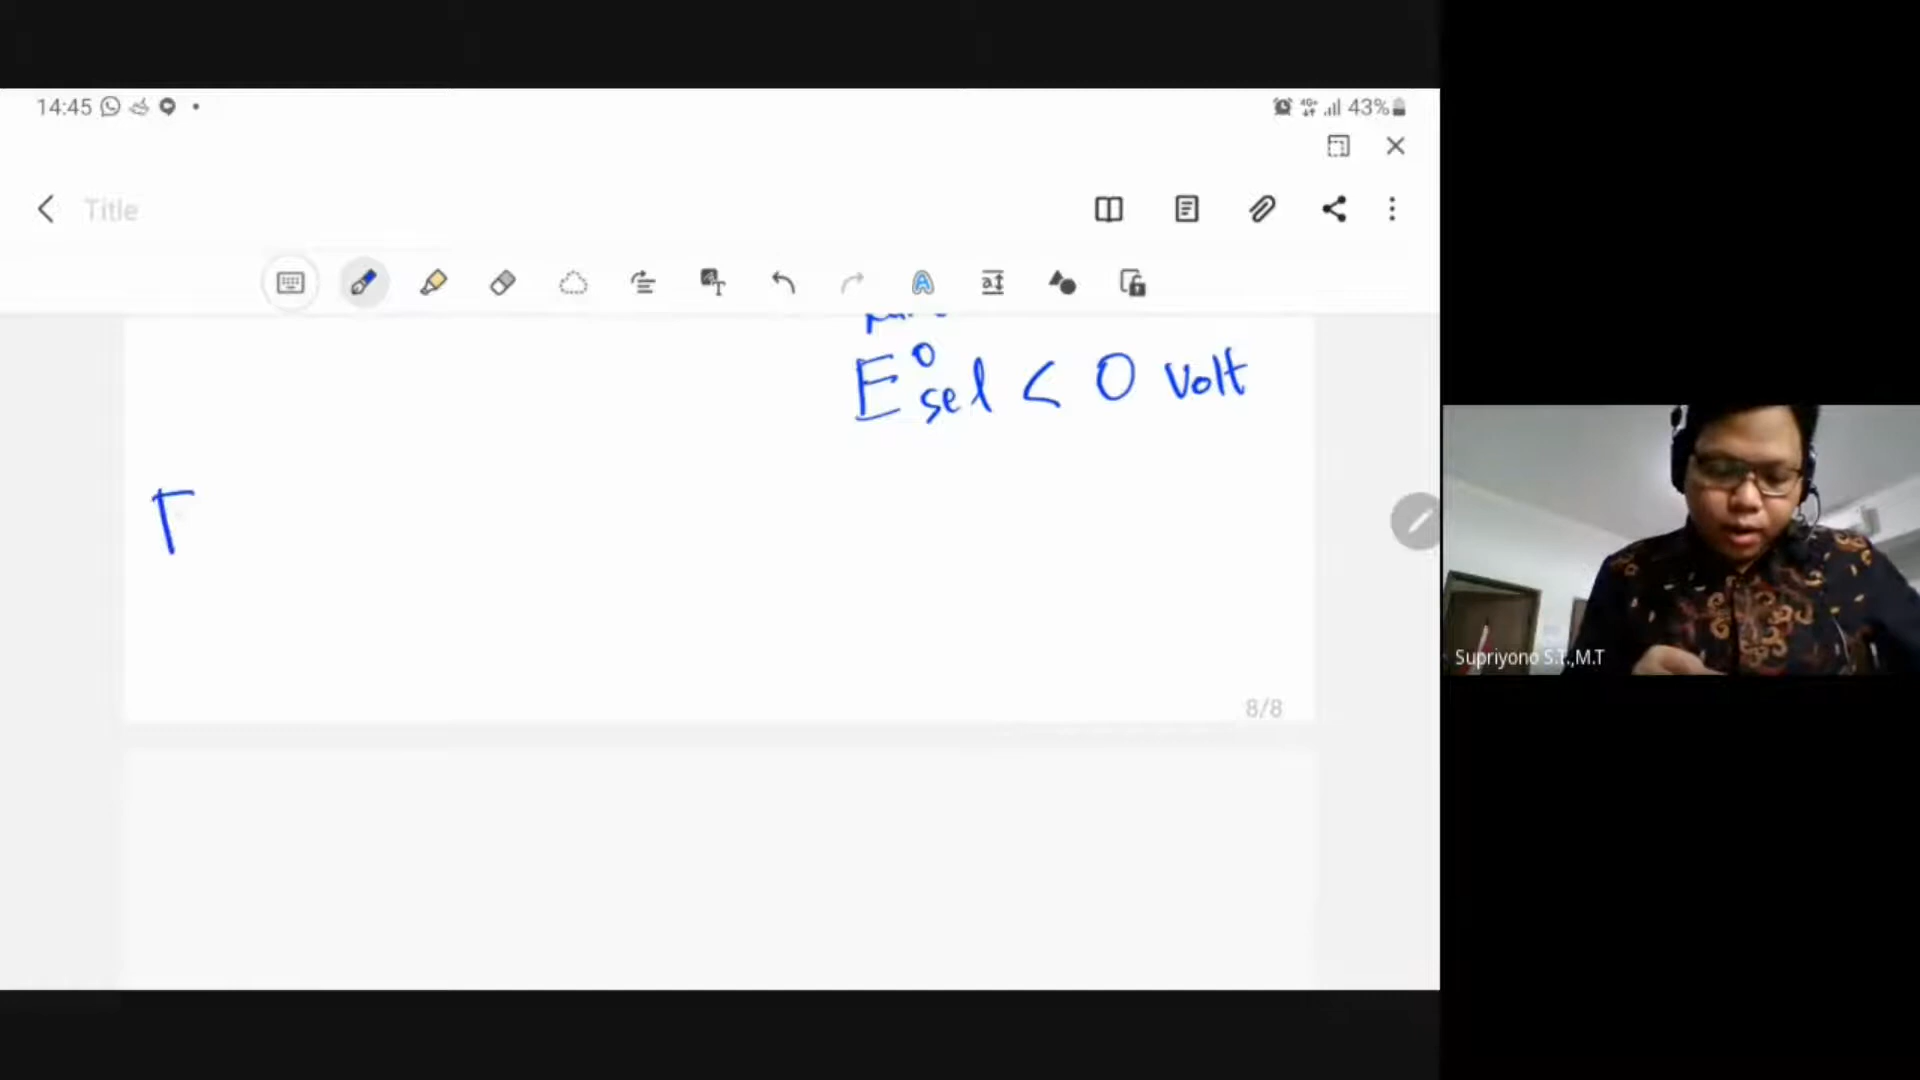 14:45
43%
Title
E°sel < 0 volt
8/8
Supriyono S.T.,M.T